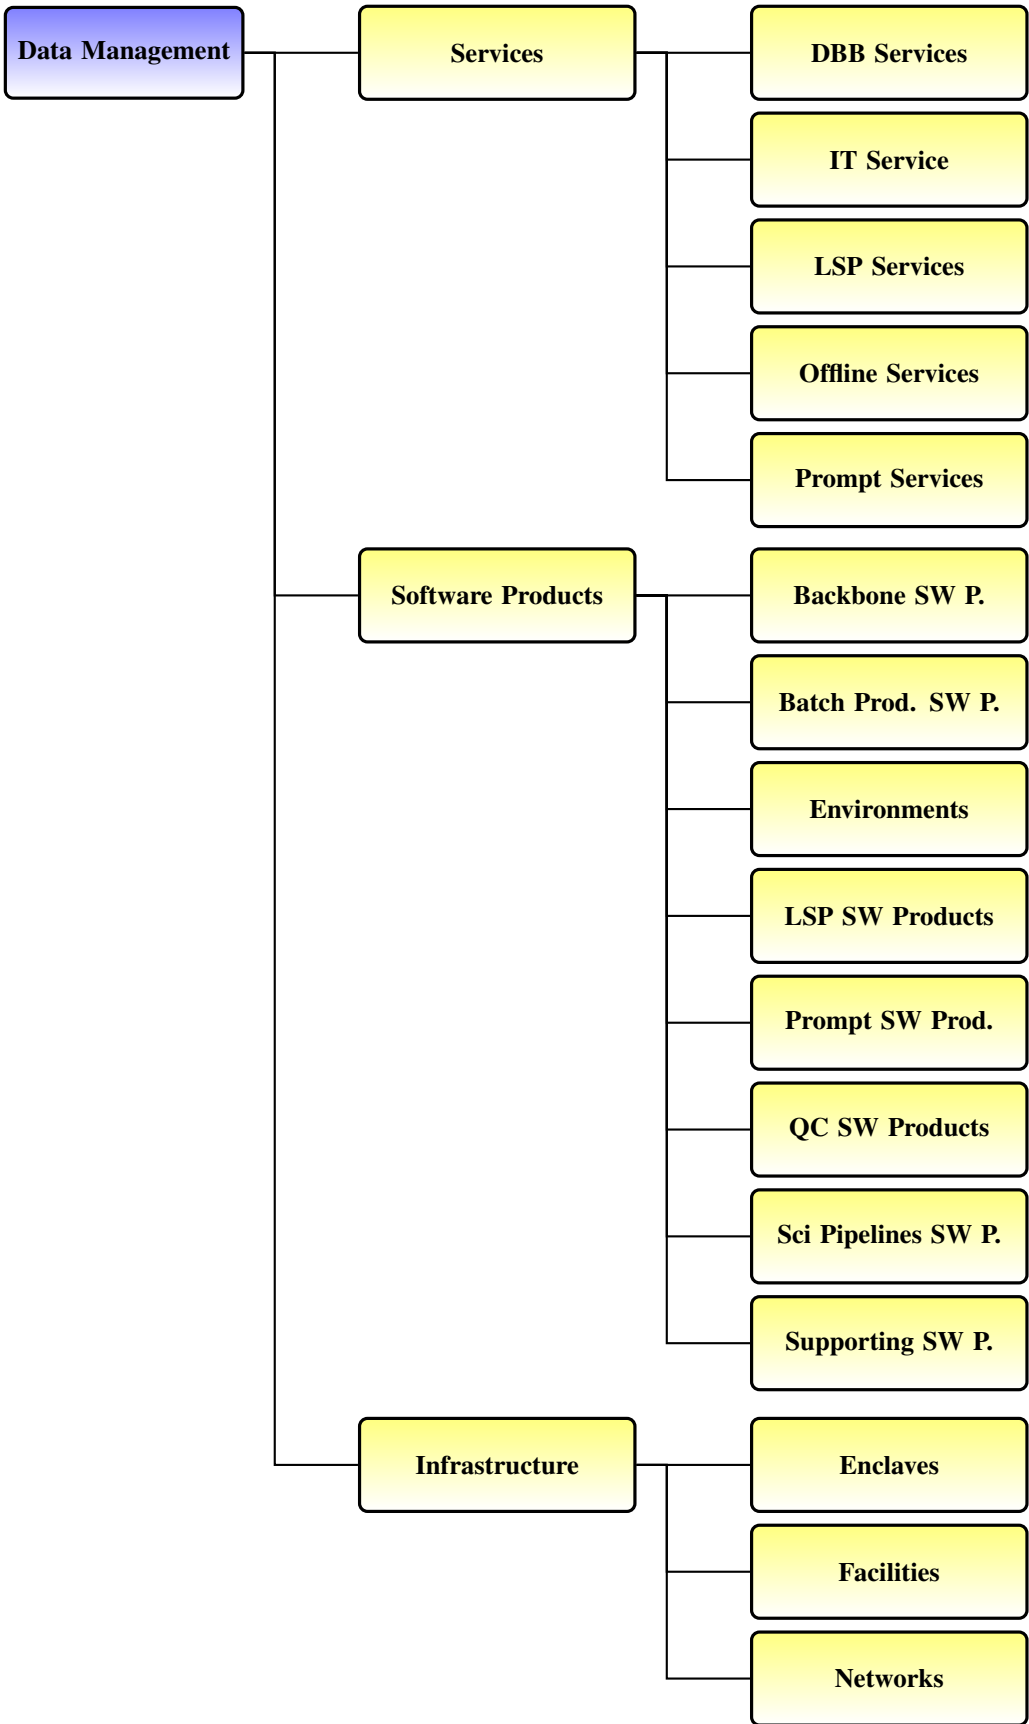 Data Management
Services
DBB Services
IT Service
LSP Services
Offline Services
Prompt Services
Software Products
Backbone SW P.
Batch Prod. SW P.
Environments
LSP SW Products
Prompt SW Prod.
QC SW Products
Sci Pipelines SW P.
Supporting SW P.
Infrastructure
Enclaves
Facilities
Networks